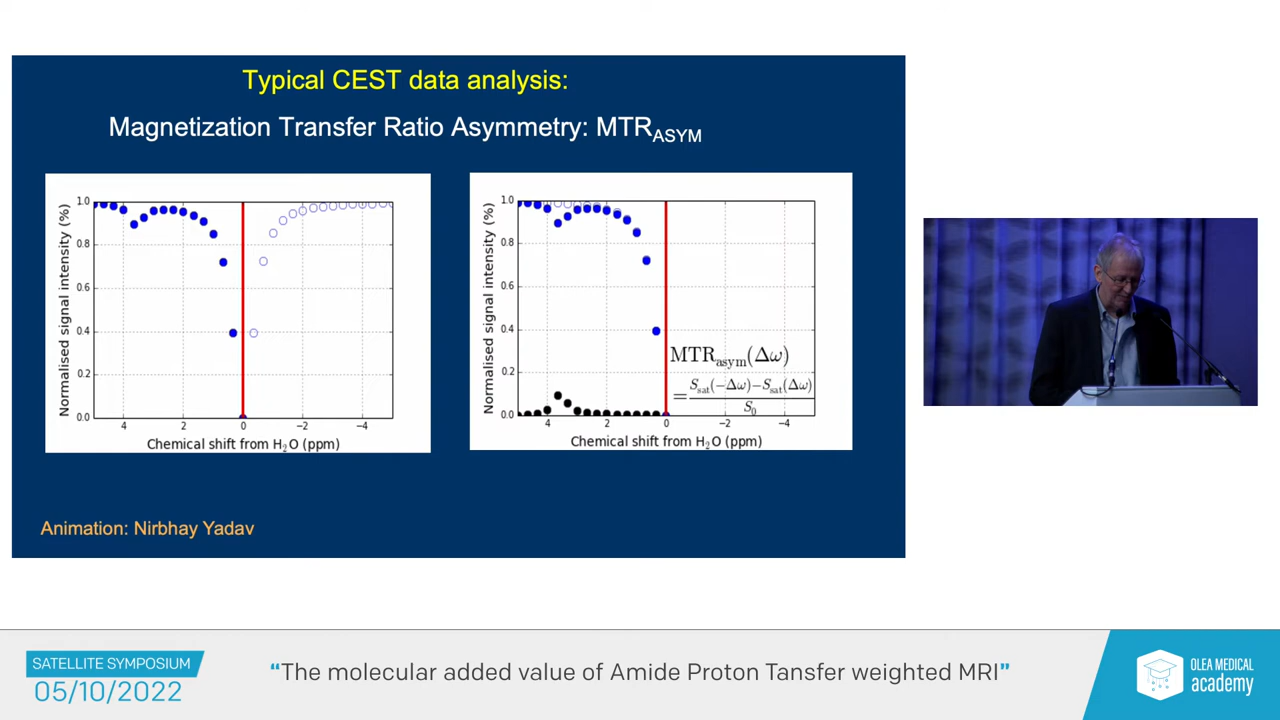 Typical CEST data analysis:
Magnetization Transfer Ratio Asymmetry: MTR_ASYM
Normalised signal intensity (%)
1.0
0.8
0.6
0.4
0.2
0.0
4
2
0
−2
−4
Chemical shift from H₂O (ppm)
Normalised signal intensity (%)
1.0
0.8
0.6
0.4
0.2
0.0
4
2
0
−2
−4
Chemical shift from H₂O (ppm)
MTR_asym(Δω)
= S_sat(−Δω)−S_sat(Δω) / S₀
Animation: Nirbhay Yadav
SATELLITE SYMPOSIUM
05/10/2022
“The molecular added value of Amide Proton Tansfer weighted MRI”
OLEA MEDICAL
academy